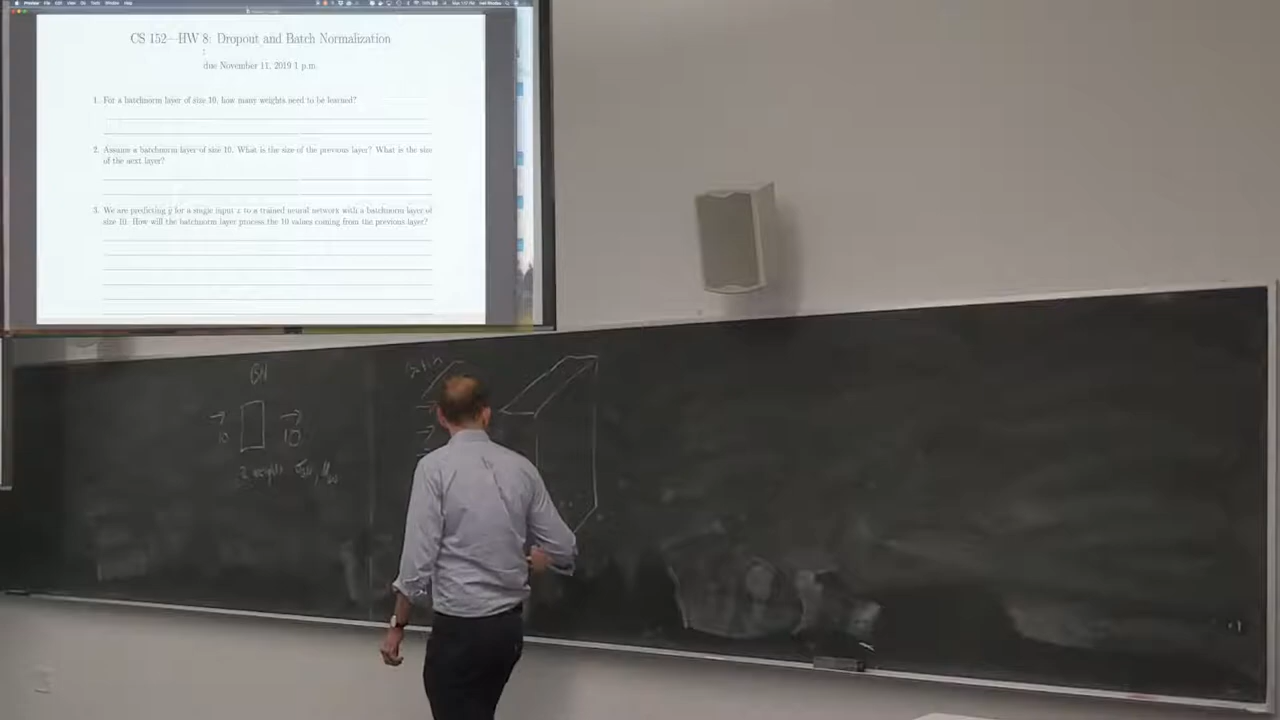 CS 152—HW 8: Dropout and Batch Normalization
due November 11, 2019 1 p.m.
1. For a batchnorm layer of size 10, how many weights need to be learned?
2. Assume a batchnorm layer of size 10. What is the size of the previous layer? What is the size
of the next layer?
3. We are predicting ŷ for a single input x to a trained neural network with a batchnorm layer of
size 10. How will the batchnorm layer process the 10 values coming from the previous layer?
BN
10
10
2 weights